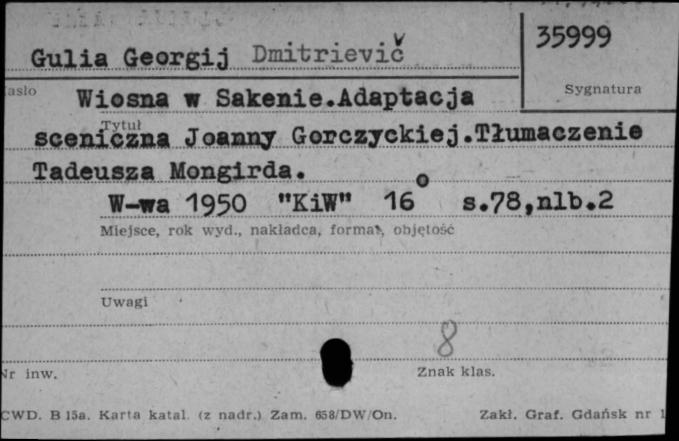 35999
Gulia Georgij Dmitrievič
asło
Sygnatura
Wiosna w Sakenie.Adaptacja
Tytuł
sceniczna Joanny Gorczyckiej.Tłumaczenie
Tadeusza Mongirda.
W-wa 1950 "KiW" 16° s.78,nlb.2
Miejsce, rok wyd., nakładca, format, objętość
Uwagi
8
Nr inw.
Znak klas.
CWD. B 15a. Karta katal. (z nadr.) Zam. 658/DW/On. Zakł. Graf. Gdańsk nr 1